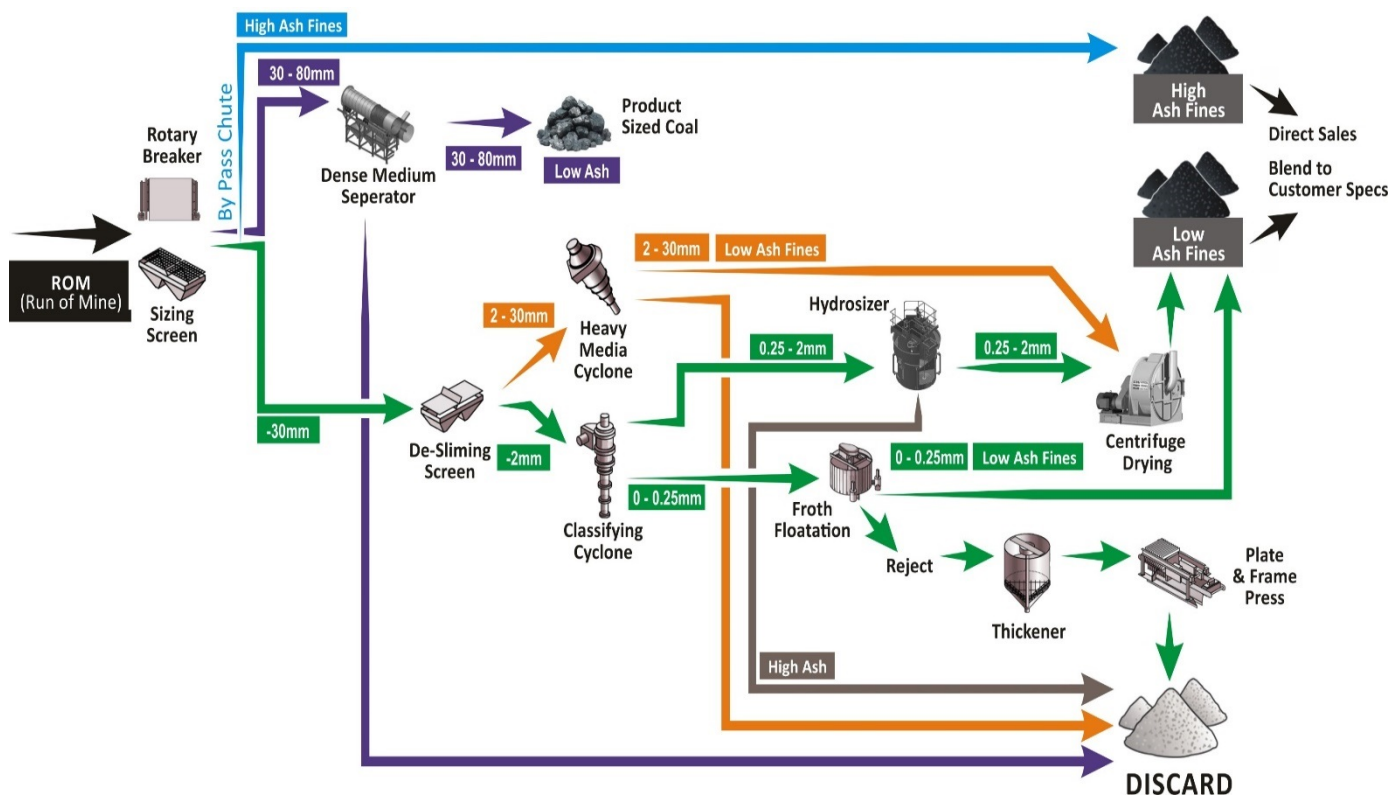 High Ash Fines
30 - 80mm
By Pass Chute
Rotary
Breaker
ROM
(Run of Mine)
Sizing
Screen
Dense Medium
Seperator
30 - 80mm
Product
Sized Coal
Low Ash
High
Ash Fines
Direct Sales
Blend to
Customer Specs
Low
Ash Fines
2 - 30mm
Low Ash Fines
2 - 30mm
Heavy
Media
Cyclone
Hydrosizer
0.25 - 2mm
0.25 - 2mm
Centrifuge
Drying
-30mm
De-Sliming
Screen
-2mm
Classifying
Cyclone
0 - 0.25mm
0 - 0.25mm
Low Ash Fines
Froth
Floatation
Reject
Thickener
Plate
& Frame
Press
High Ash
DISCARD